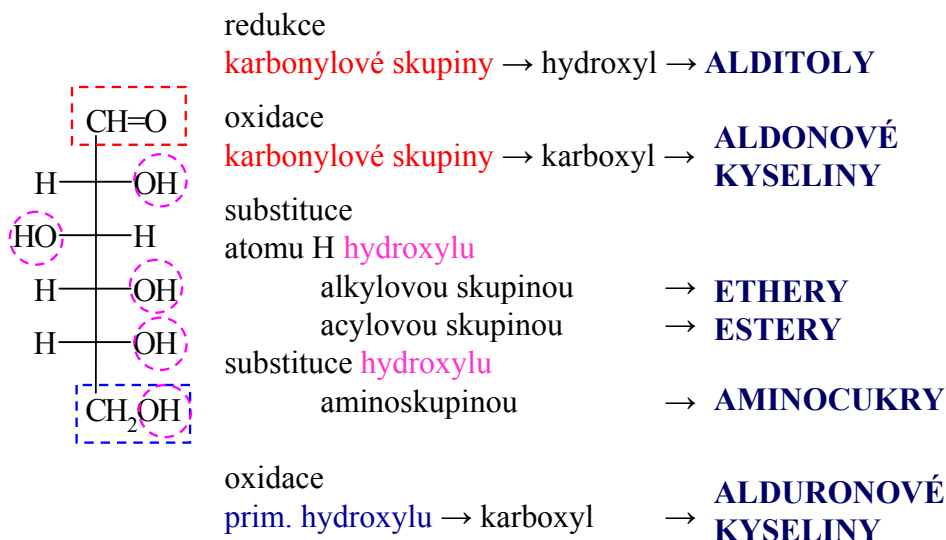 redukce
karbonylové skupiny → hydroxyl → ALDITOLY
CH=O
oxidace
karbonylové skupiny → karboxyl → ALDONOVÉ
KYSELINY
H OH
substituce
HO H
atomu H hydroxylu
H OH
alkylovou skupinou → ETHERY
acylovou skupinou → ESTERY
H OH
substituce hydroxylu
CH₂OH
aminoskupinou → AMINOCUKRY
oxidace
prim. hydroxylu → karboxyl → ALDURONOVÉ
KYSELINY